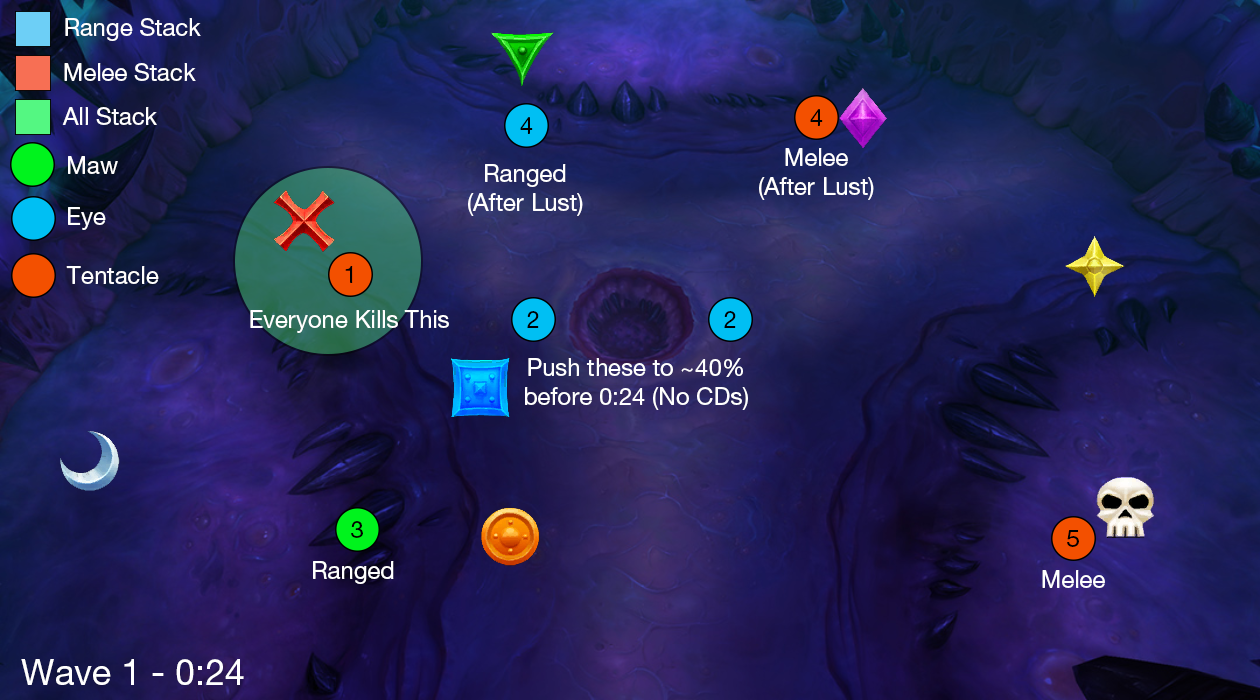 Range Stack
Melee Stack
All Stack
Maw
Eye
Tentacle
4
Ranged
(After Lust)
4
Melee
(After Lust)
1
Everyone Kills This
2
2
Push these to ~40%
before 0:24 (No CDs)
3
Ranged
5
Melee
Wave 1 - 0:24